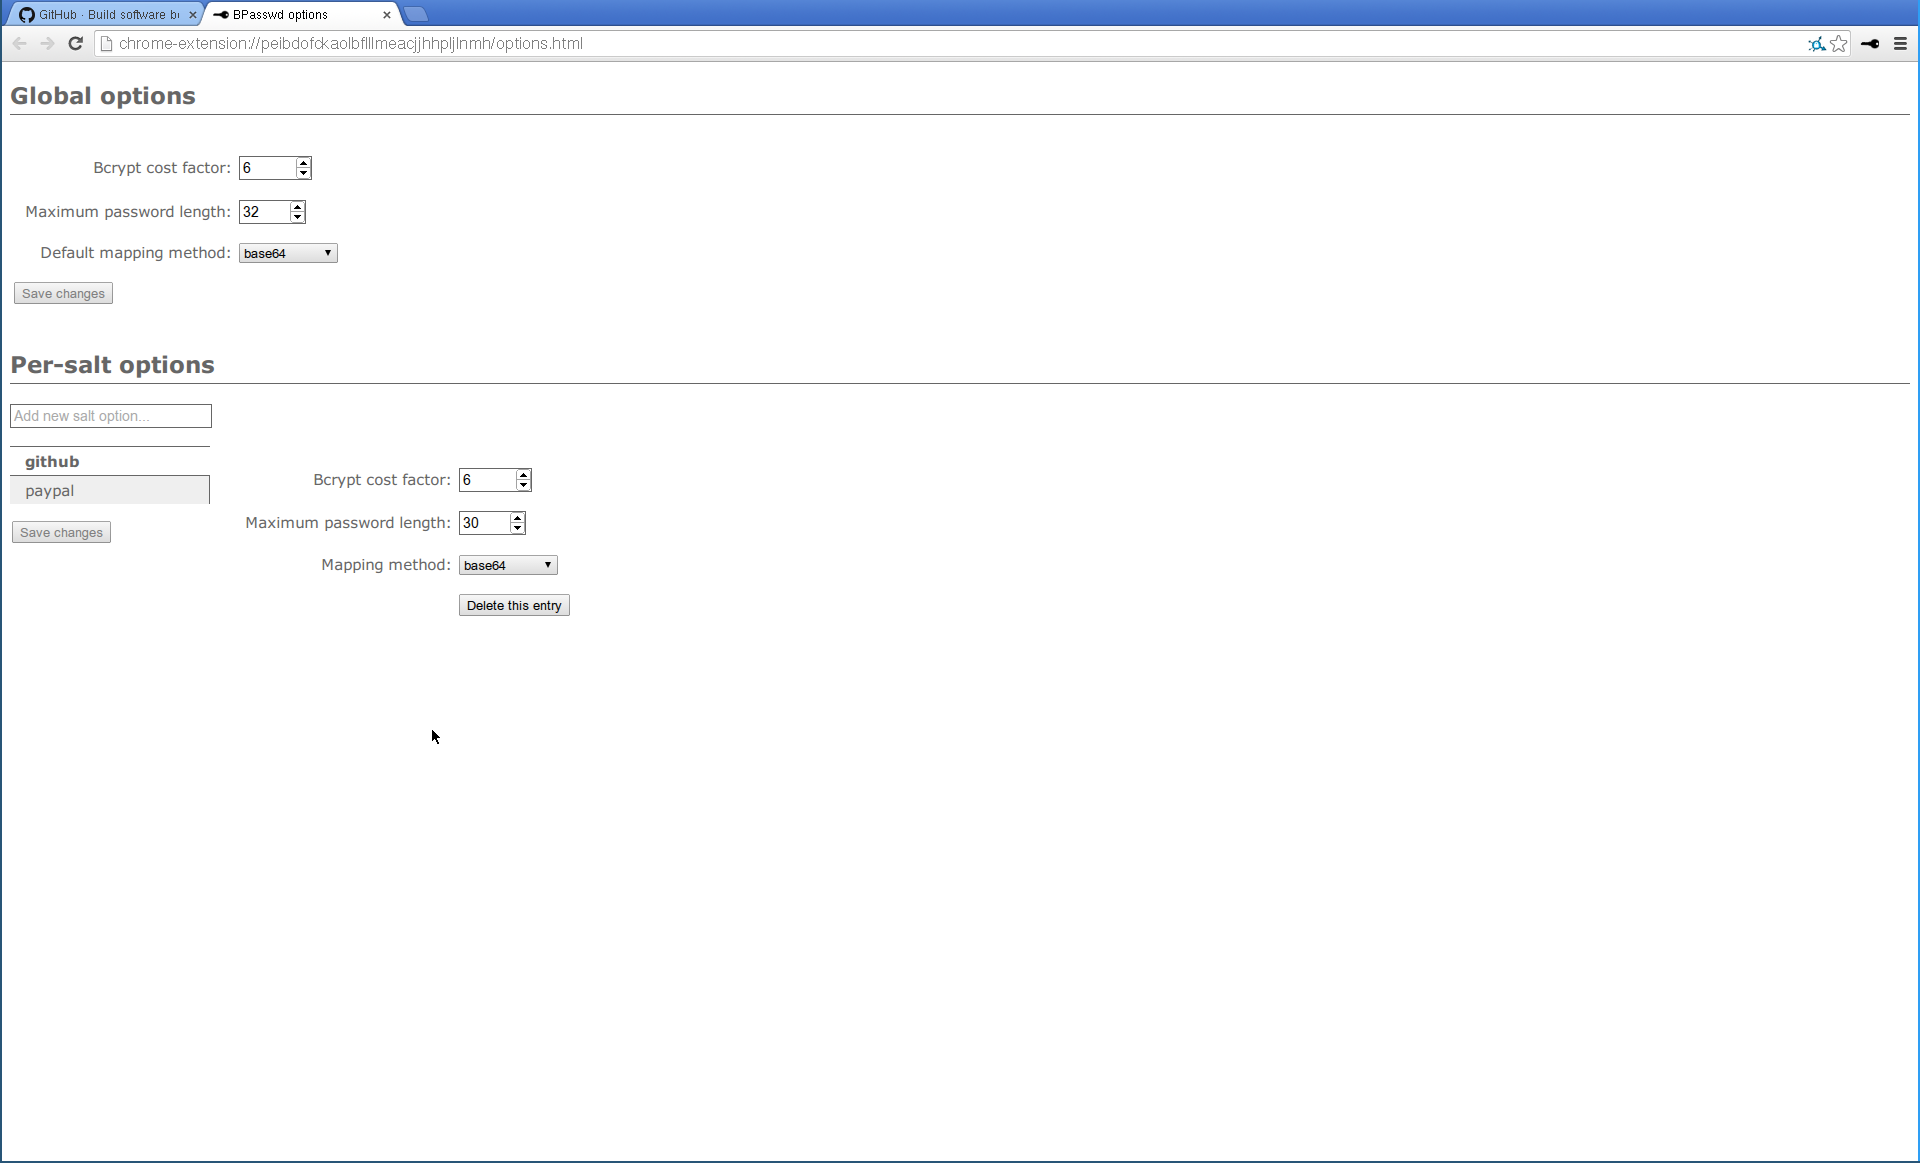 GitHub · Build software b
BPasswd options
chrome-extension://peibdofckaolbflllmeacjjhhpljlnmh/options.html
Global options
Bcrypt cost factor: 6
Maximum password length: 32
Default mapping method: base64
Save changes
Per-salt options
Add new salt option...
github
paypal
Save changes
Bcrypt cost factor: 6
Maximum password length: 30
Mapping method: base64
Delete this entry